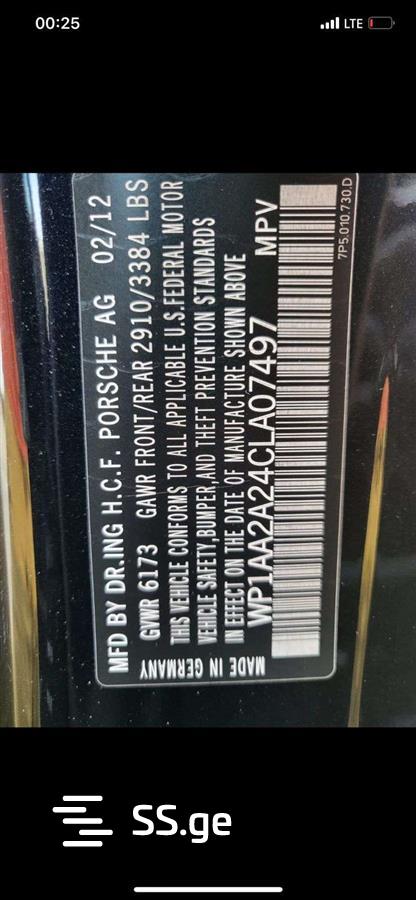 00:25
LTE
MFD BY DR.ING H.C.F. PORSCHE AG 02/12
GVWR 6173 GAWR FRONT/REAR 2910/3384 LBS
THIS VEHICLE CONFORMS TO ALL APPLICABLE U.S.FEDERAL MOTOR
VEHICLE SAFETY,BUMPER,AND THEFT PREVENTION STANDARDS
IN EFFECT ON THE DATE OF MANUFACTURE SHOWN ABOVE
WP1AA2A24CLA07497 MPV
MADE IN GERMANY
7P5.010.730.D
SS.ge